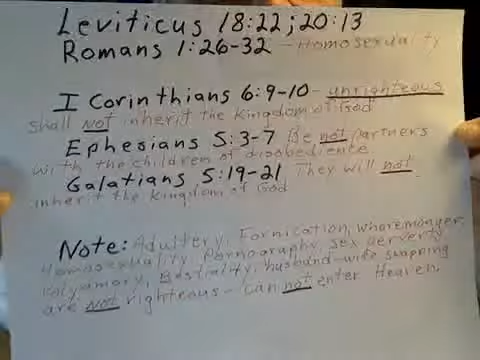 Leviticus 18:22; 20:13
Romans 1:26-32 - Homosexuality
I Corinthians 6:9-10 - unrighteous
shall not inherit the Kingdom of God
Ephesians 5:3-7 Be not partners
with the children of disobedience.
Galatians 5:19-21 They will not
inherit the Kingdom of God
Note: Adultery, Fornication, whoremonger,
Homosexuality, Pornography, sex perverts,
Polyamory, Bestiality, husband-wife swapping
are not righteous - can not enter Heaven.